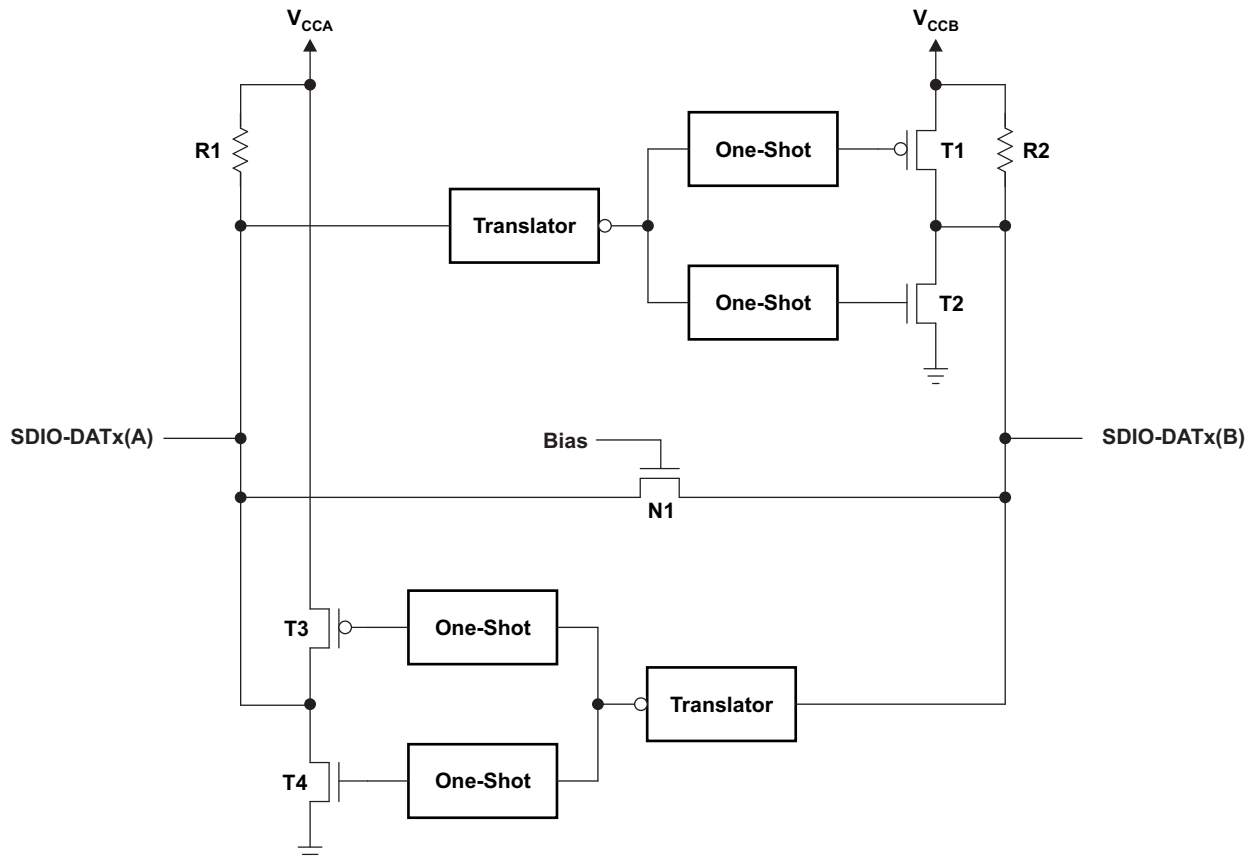 VCCA
VCCB
R1
One-Shot
T1
R2
Translator
One-Shot
T2
SDIO-DATx(A)
Bias
SDIO-DATx(B)
N1
T3
One-Shot
Translator
T4
One-Shot